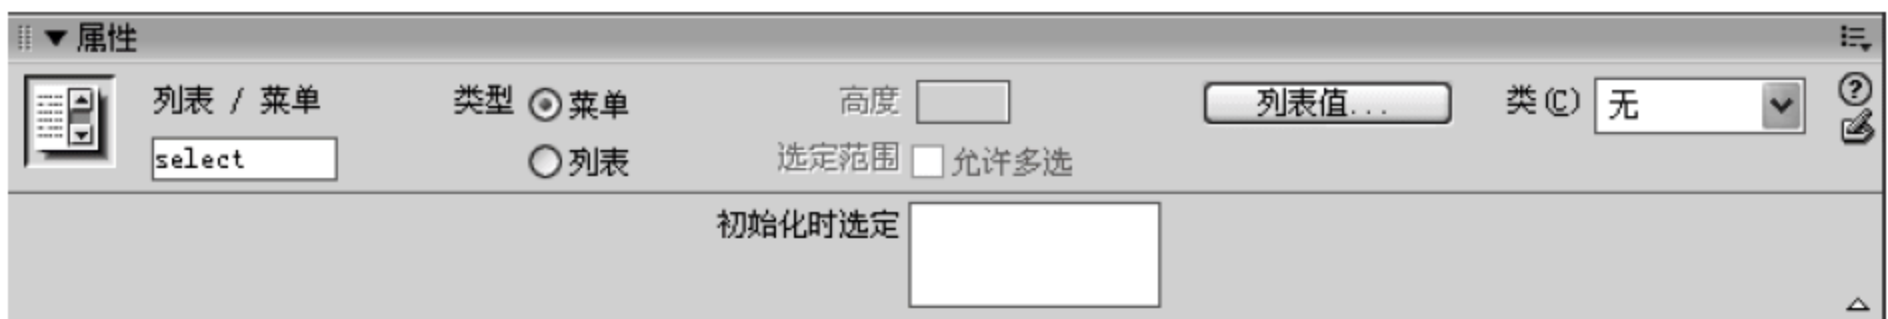 属性
列表 / 菜单 类型 菜单 高度 列表值... 类(C) 无
select 列表 选定范围 允许多选
初始化时选定